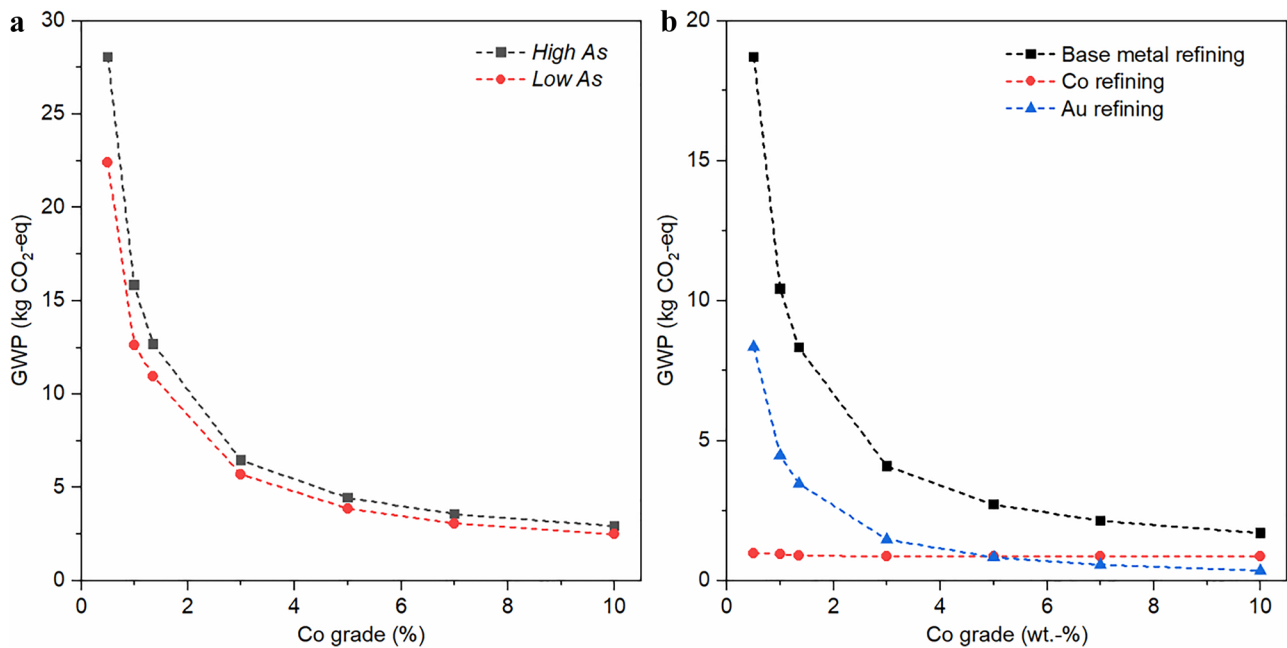 a
30
25
20
15
10
5
0
GWP (kg CO₂-eq)
High As
Low As
0
2
4
6
8
10
Co grade (%)
b
20
15
10
5
0
GWP (kg CO₂-eq)
Base metal refining
Co refining
Au refining
0
2
4
6
8
10
Co grade (wt.-%)